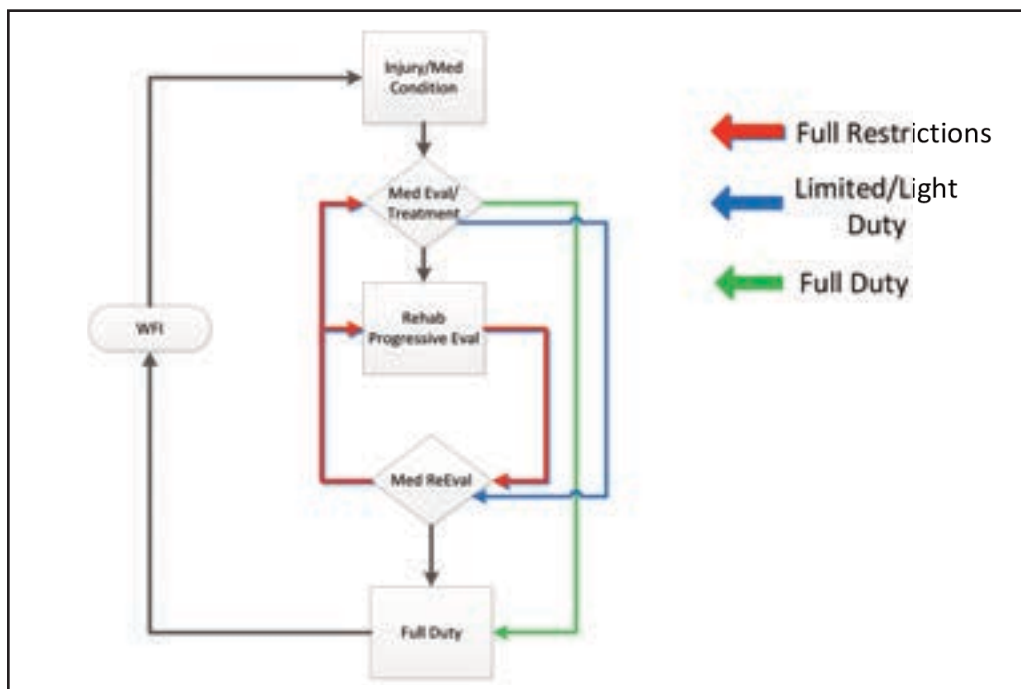 Injury/Med
Condition
Med Eval/
Treatment
Rehab
Progressive Eval
WFI
Med ReEval
Full Duty
Full Restrictions
Limited/Light
Duty
Full Duty